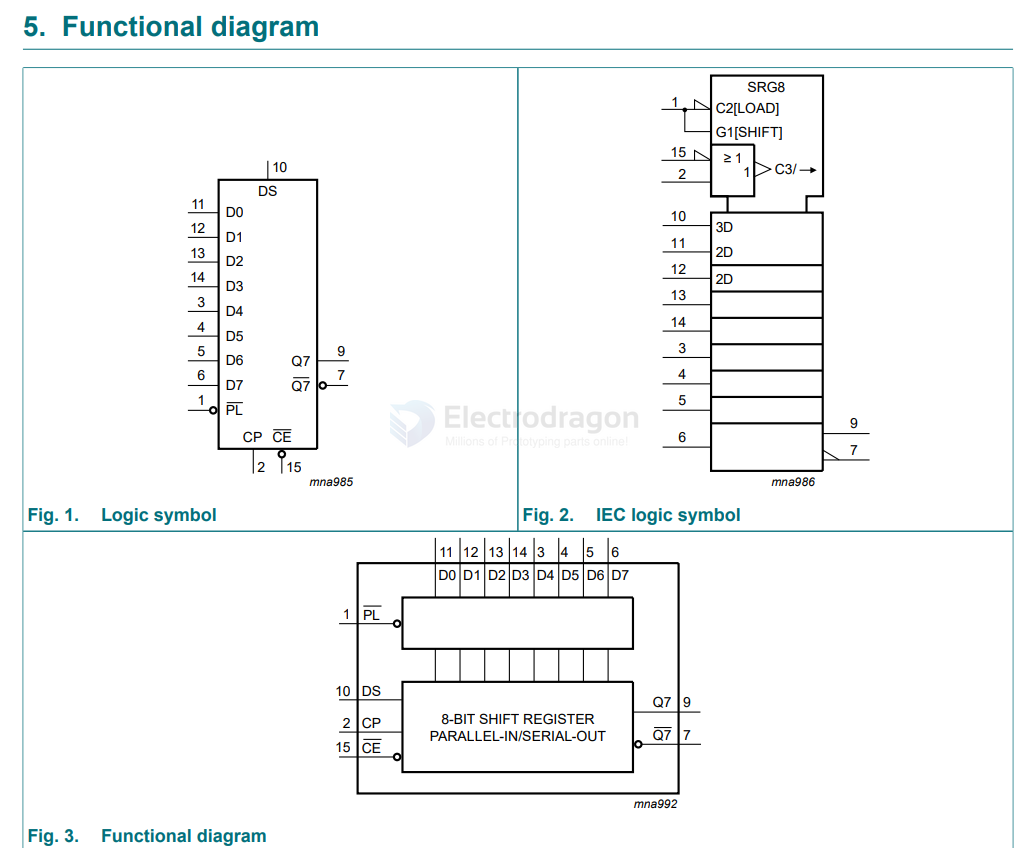 5. Functional diagram
10
DS
11 D0
12 D1
13 D2
14 D3
3 D4
4 D5
5 D6 Q7 9
6 D7 Q7 7
1 PL
CP CE
2 15
mna985
Fig. 1. Logic symbol
SRG8
1 C2[LOAD]
G1[SHIFT]
15 ≥ 1
2 1 C3/→
10 3D
11 2D
12 2D
13
14
3
4
5
6 9
7
mna986
Fig. 2. IEC logic symbol
Electrodragon
Millions of Prototyping parts online!
11 12 13 14 3 4 5 6
D0 D1 D2 D3 D4 D5 D6 D7
1 PL
10 DS
2 CP
15 CE
8-BIT SHIFT REGISTER
PARALLEL-IN/SERIAL-OUT
Q7 9
Q7 7
mna992
Fig. 3. Functional diagram